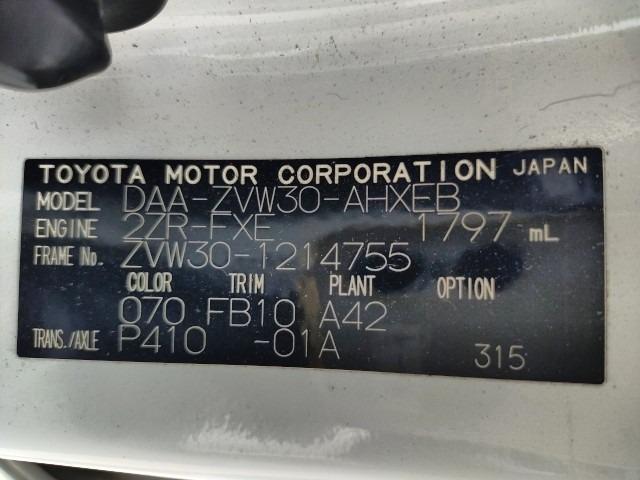 TOYOTA MOTOR CORPORATION JAPAN
MODEL DAA-ZVW30-AHXEB
ENGINE 2ZR-FXE 1797 mL
FRAME No. ZVW30-1214755
COLOR TRIM PLANT OPTION
070 FB10 A42
TRANS./AXLE P410 -01A 315